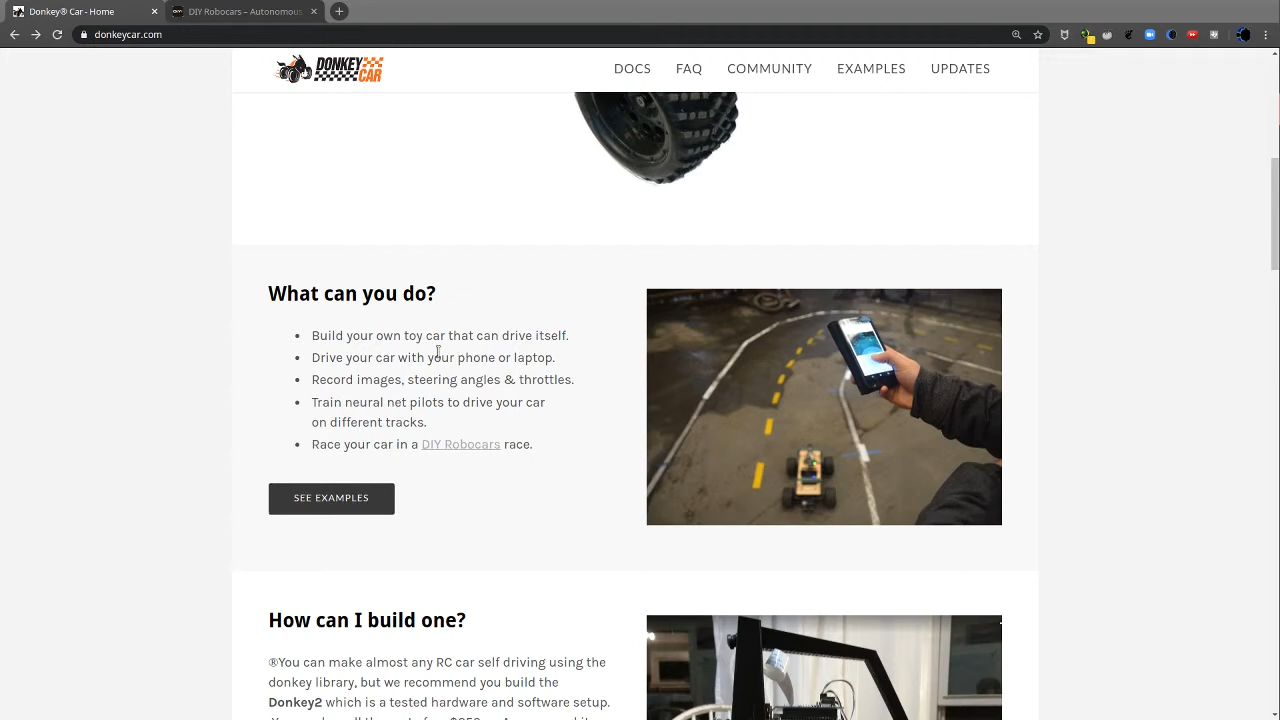 Donkey® Car - Home
DIY Robocars – Autonomous
donkeycar.com
DONKEY CAR
DOCS FAQ COMMUNITY EXAMPLES UPDATES
What can you do?
• Build your own toy car that can drive itself.
• Drive your car with your phone or laptop.
• Record images, steering angles & throttles.
• Train neural net pilots to drive your car
on different tracks.
• Race your car in a DIY Robocars race.
SEE EXAMPLES
How can I build one?
®You can make almost any RC car self driving using the
donkey library, but we recommend you build the
Donkey2 which is a tested hardware and software setup.